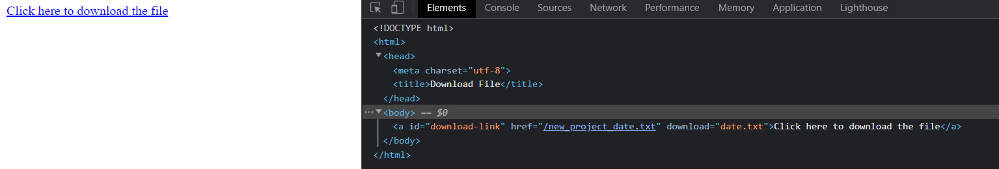 Click here to download the file
Elements Console Sources Network Performance Memory Application Lighthouse
<!DOCTYPE html>
<html>
<head>
<meta charset="utf-8">
<title>Download File</title>
</head>
<body> == $0
<a id="download-link" href="/new_project_date.txt" download="date.txt">Click here to download the file</a>
</body>
</html>